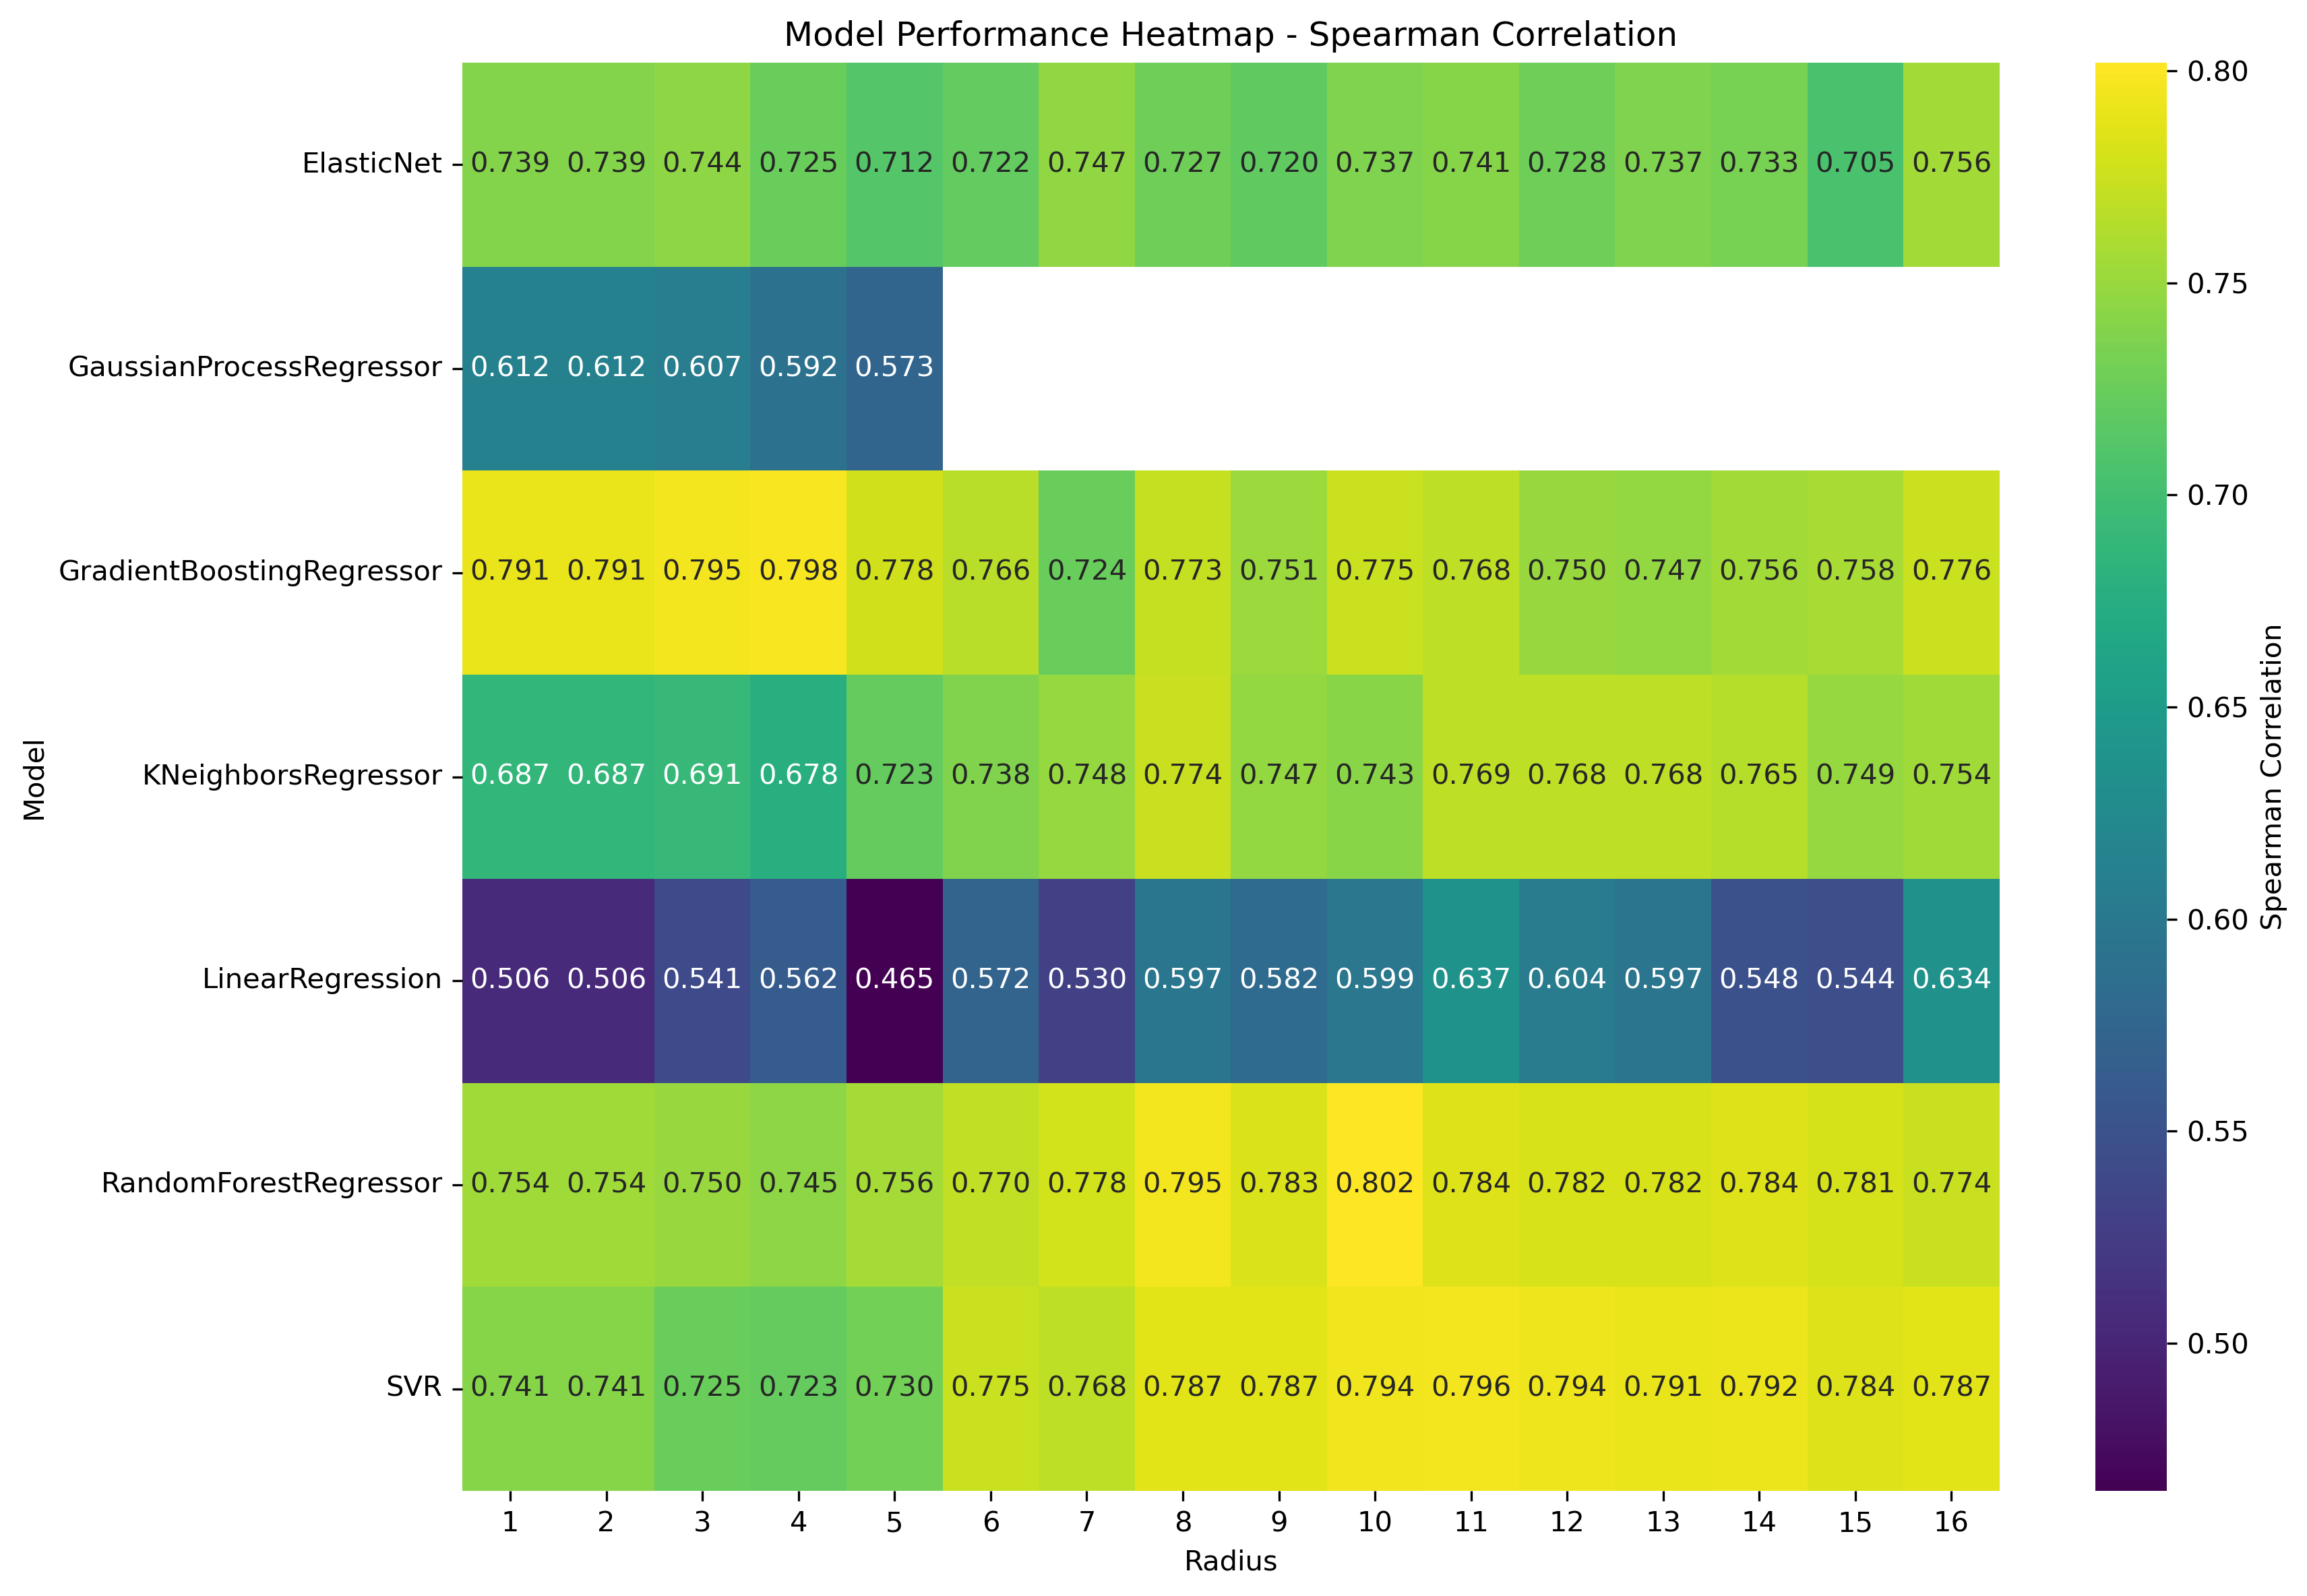 Model Performance Heatmap - Spearman Correlation
ElasticNet 0.739 0.739 0.744 0.725 0.712 0.722 0.747 0.727 0.720 0.737 0.741 0.728 0.737 0.733 0.705 0.756
GaussianProcessRegressor 0.612 0.612 0.607 0.592 0.573
GradientBoostingRegressor 0.791 0.791 0.795 0.798 0.778 0.766 0.724 0.773 0.751 0.775 0.768 0.750 0.747 0.756 0.758 0.776
KNeighborsRegressor 0.687 0.687 0.691 0.678 0.723 0.738 0.748 0.774 0.747 0.743 0.769 0.768 0.768 0.765 0.749 0.754
LinearRegression 0.506 0.506 0.541 0.562 0.465 0.572 0.530 0.597 0.582 0.599 0.637 0.604 0.597 0.548 0.544 0.634
RandomForestRegressor 0.754 0.754 0.750 0.745 0.756 0.770 0.778 0.795 0.783 0.802 0.784 0.782 0.782 0.784 0.781 0.774
SVR 0.741 0.741 0.725 0.723 0.730 0.775 0.768 0.787 0.787 0.794 0.796 0.794 0.791 0.792 0.784 0.787
1 2 3 4 5 6 7 8 9 10 11 12 13 14 15 16
Radius
Model
0.80
0.75
0.70
0.65
0.60
0.55
0.50
Spearman Correlation